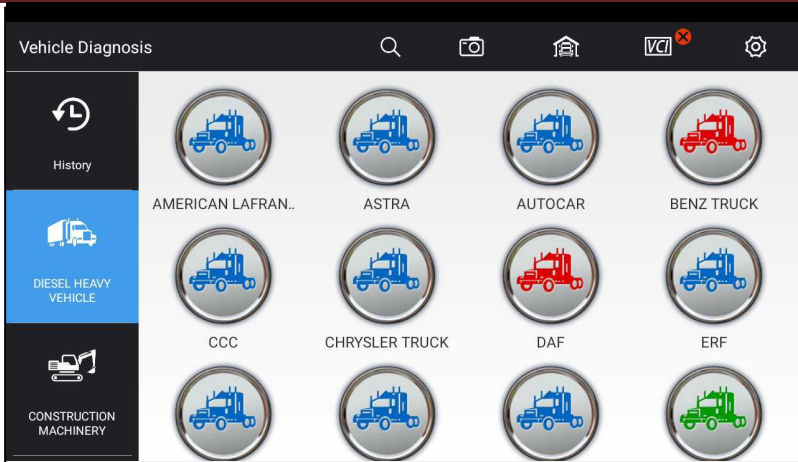 Vehicle Diagnosis
VCI
History
AMERICAN LAFRAN..
ASTRA
AUTOCAR
BENZ TRUCK
DIESEL HEAVY
VEHICLE
CCC
CHRYSLER TRUCK
DAF
ERF
CONSTRUCTION
MACHINERY